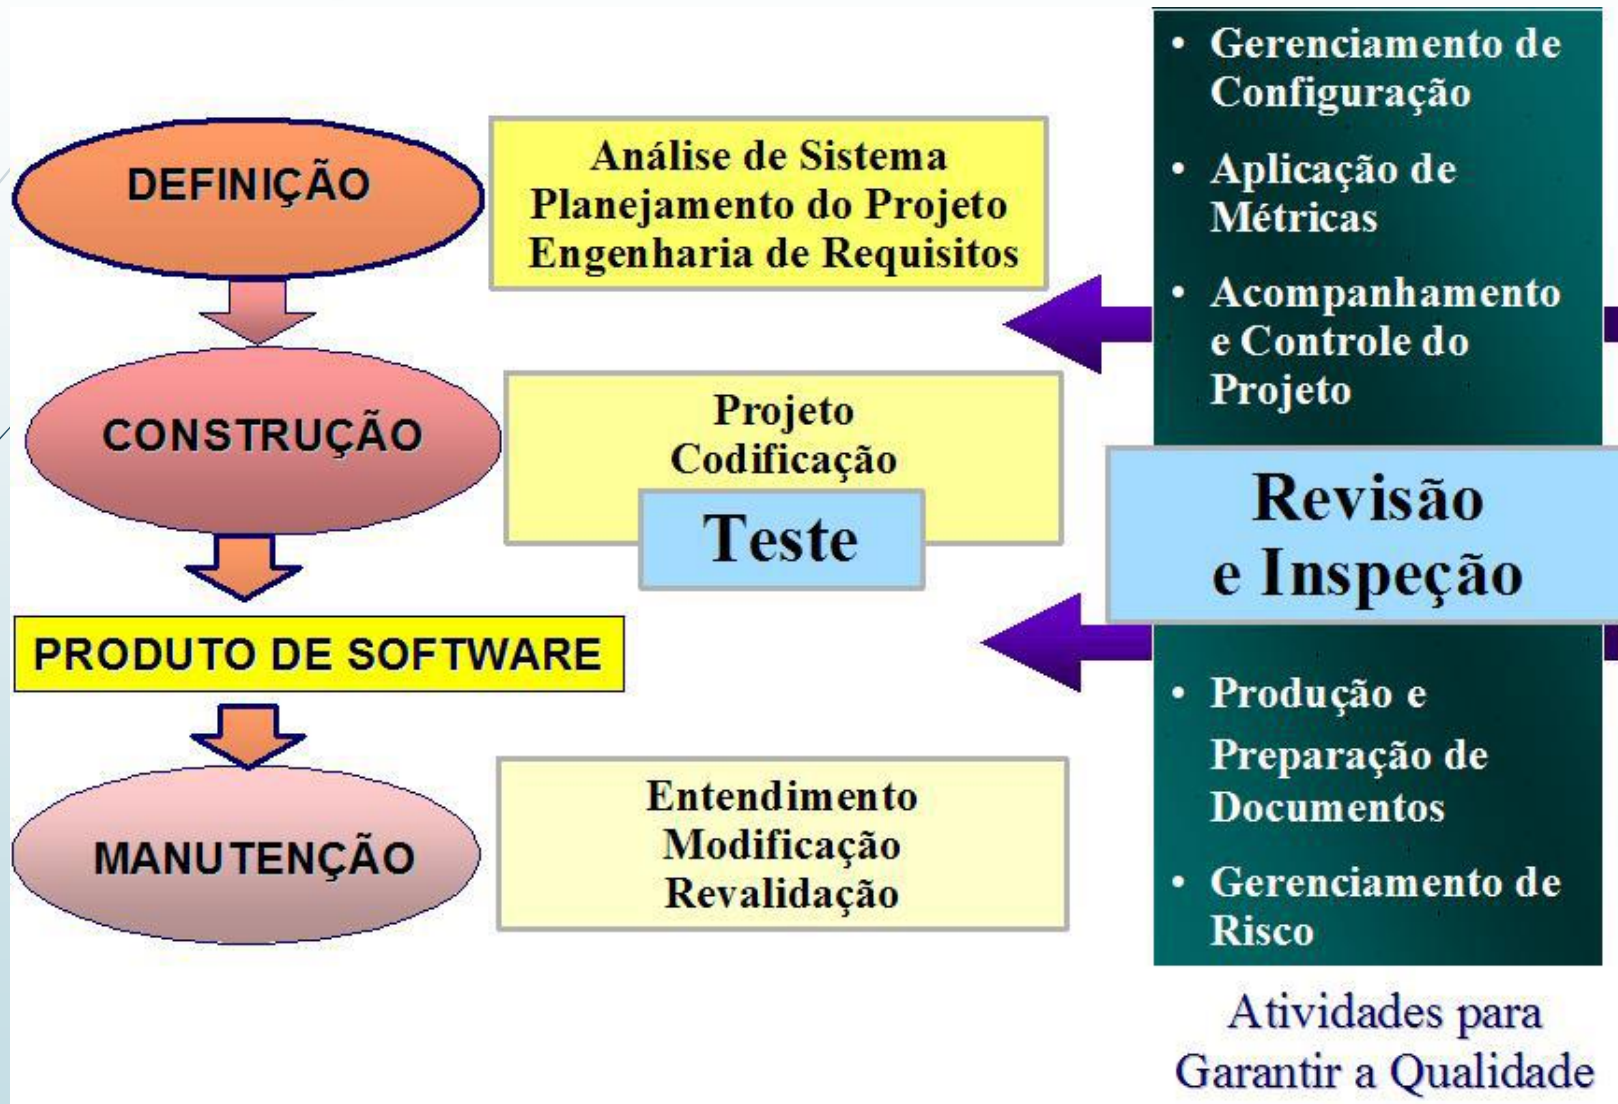 DEFINIÇÃO
Análise de Sistema
Planejamento do Projeto
Engenharia de Requisitos
CONSTRUÇÃO
Projeto
Codificação
Teste
PRODUTO DE SOFTWARE
MANUTENÇÃO
Entendimento
Modificação
Revalidação
• Gerenciamento de
Configuração
• Aplicação de
Métricas
• Acompanhamento
e Controle do
Projeto
Revisão
e Inspeção
• Produção e
Preparação de
Documentos
• Gerenciamento de
Risco
Atividades para
Garantir a Qualidade